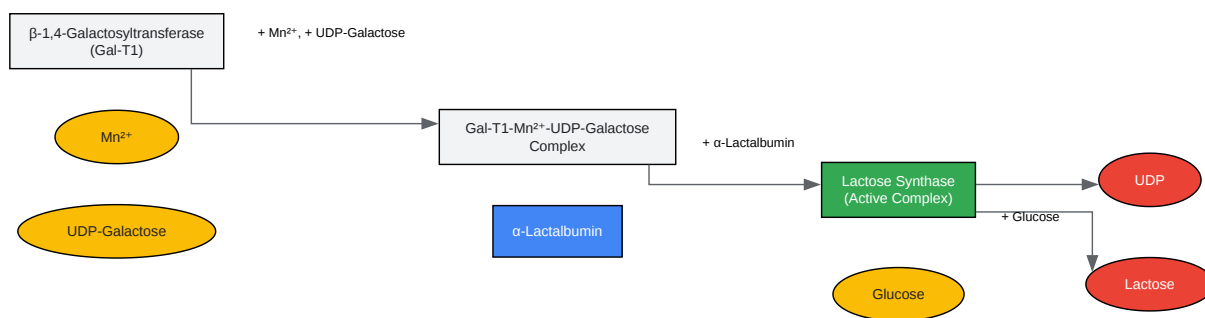 β-1,4-Galactosyltransferase
(Gal-T1)
+ Mn²⁺, + UDP-Galactose
Mn²⁺
Gal-T1-Mn²⁺-UDP-Galactose
Complex
+ α-Lactalbumin
Lactose Synthase
(Active Complex)
UDP
+ Glucose
UDP-Galactose
α-Lactalbumin
Glucose
Lactose